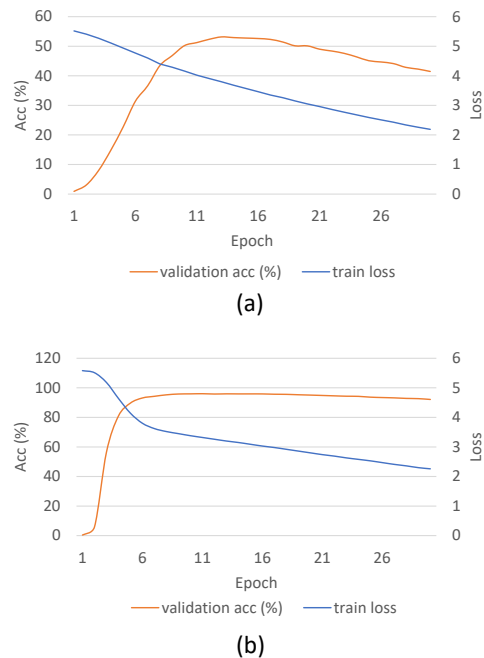 60 6
50 5
40 4
30 3
20 2
10 1
0 0
Acc (%)
Loss
1 6 11 16 21 26
Epoch
validation acc (%) train loss
(a)
120 6
100 5
80 4
60 3
40 2
20 1
0 0
Acc (%)
Loss
1 6 11 16 21 26
Epoch
validation acc (%) train loss
(b)